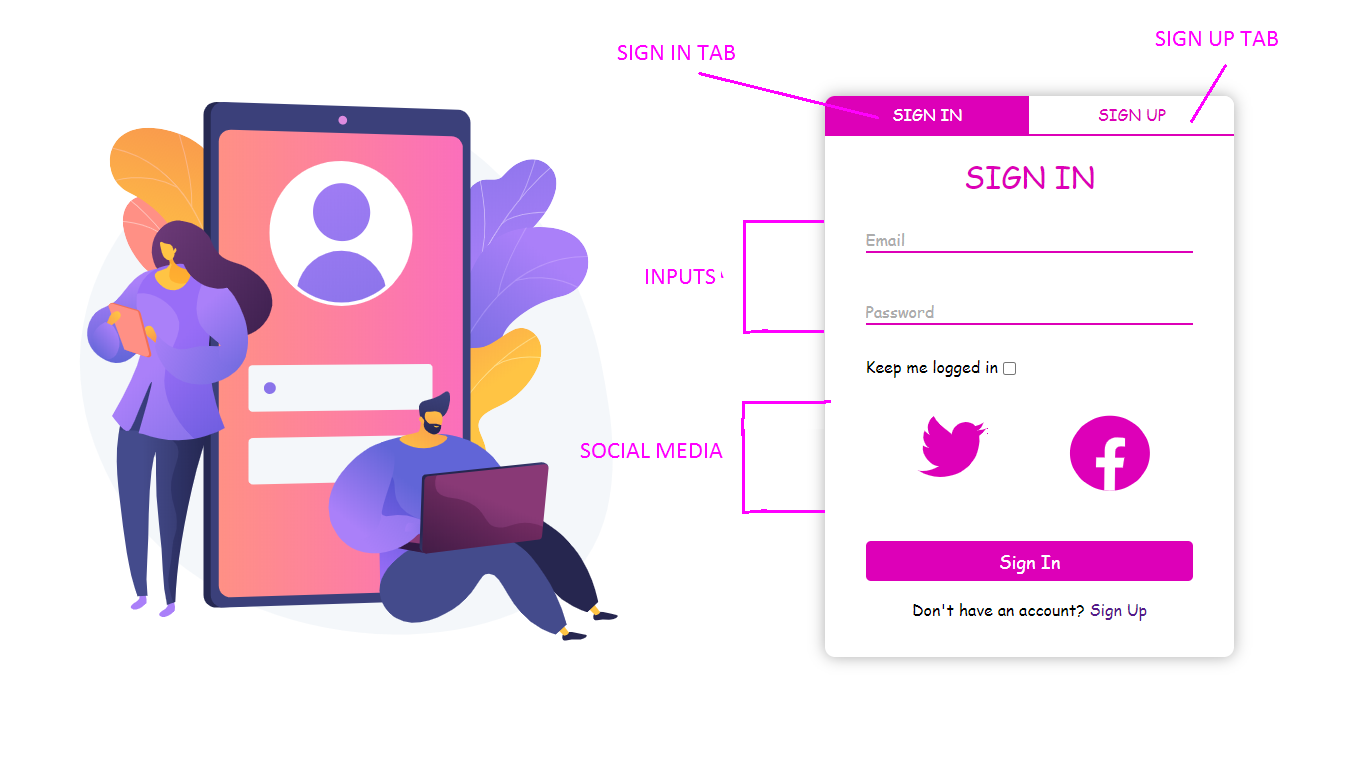 SIGN UP TAB
SIGN IN TAB
SIGN IN
SIGN UP
SIGN IN
Email
INPUTS
Password
Keep me logged in
SOCIAL MEDIA
Sign In
Don't have an account? Sign Up